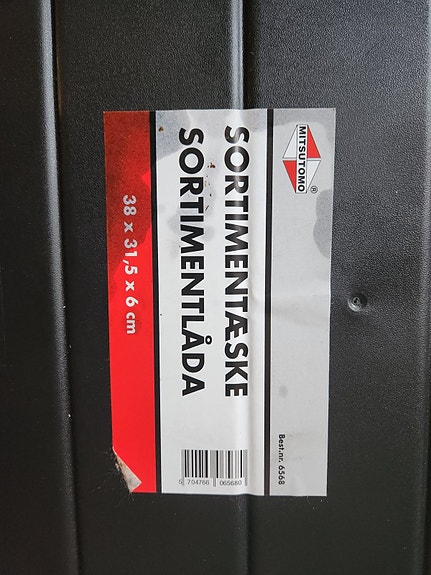 MITSUTOMO®
SORTIMENTÆSKE
SORTIMENTLÅDA
38 x 31,5 x 6 cm
Best.nr. 6568
5 704766 065680